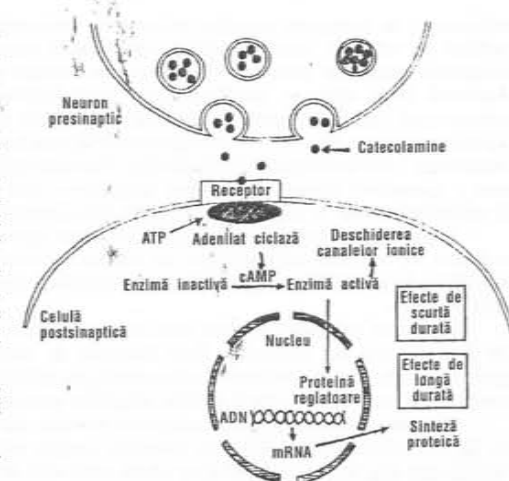 Neuron
presinaptic
Catecolamine
Receptor
ATP
Adenilat ciclază
Deschiderea
canalelor ionice
cAMP
Enzimă inactivă
Enzimă activă
Efecte de
scurtă
durată
Celulă
postsinaptică
Nucleu
Efecte de
longă
durată
Proteină
reglatoare
ADN
Sinteză
proteică
mRNA